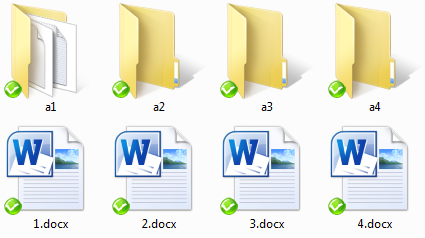 a1 a2 a3 a4
W W W W
1.docx 2.docx 3.docx 4.docx